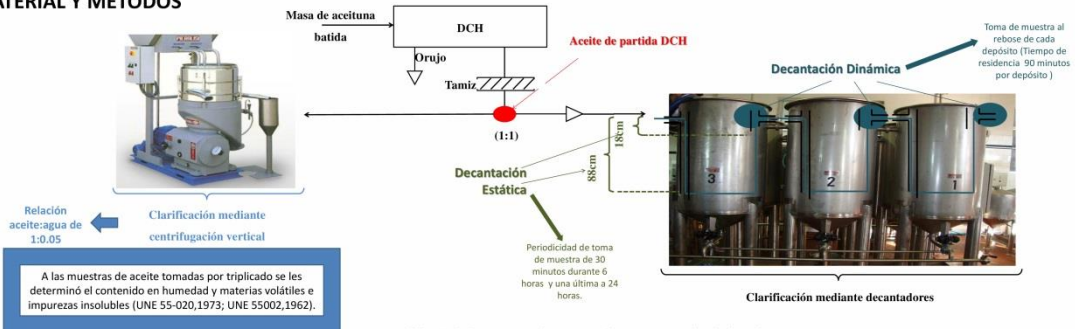 MATERIAL Y MÉTODOS
Masa de aceituna
batida
DCH
Orujo
Tamiz
Aceite de partida DCH
(1:1)
Toma de muestra al
rebose de cada
depósito (Tiempo de
residencia 90 minutos
por depósito )
Decantación Dinámica
18cm
88cm
Decantación
Estática
3
2
1
Periodicidad de toma
de muestra de 30
minutos durante 6
horas y una última a 24
horas.
Clarificación mediante decantadores
Relación
aceite:agua de
1:0.05
Clarificación mediante
centrifugación vertical
A las muestras de aceite tomadas por triplicado se les
determinó el contenido en humedad y materias volátiles e
impurezas insolubles (UNE 55-020,1973; UNE 55002,1962).